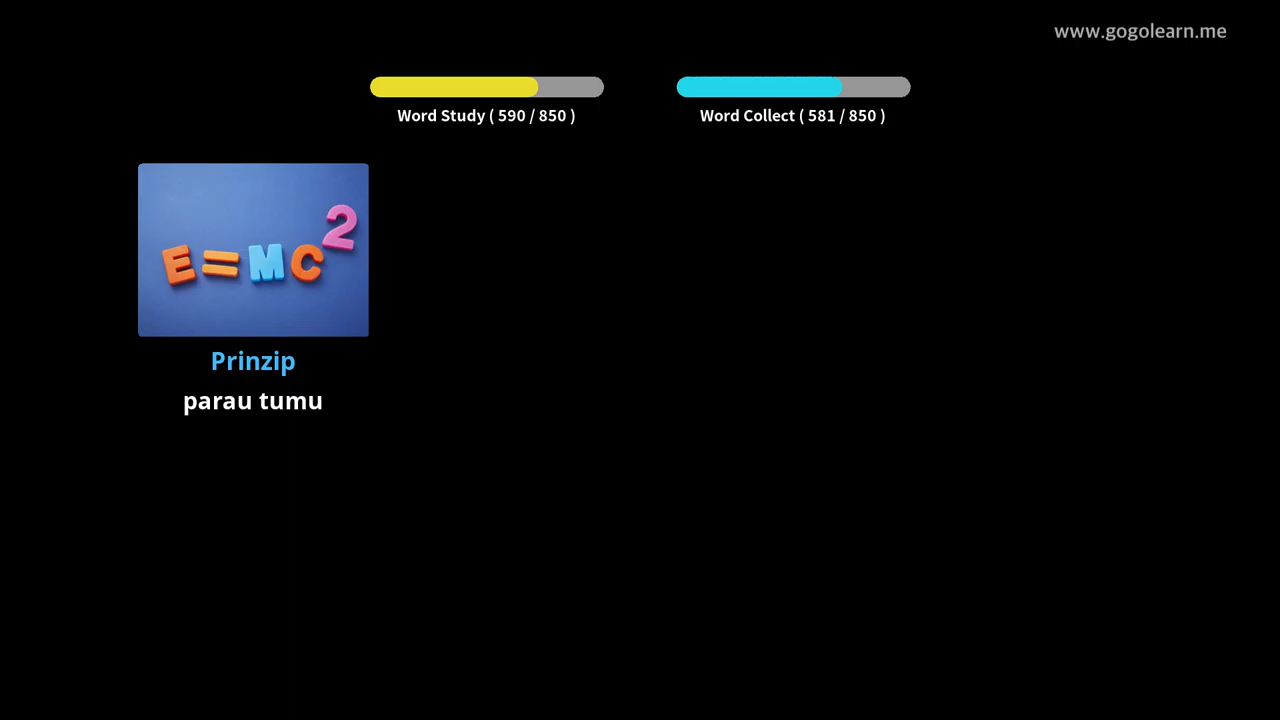 www.gogolearn.me
Word Study ( 590 / 850 )
Word Collect ( 581 / 850 )
E=MC2
Prinzip
parau tumu